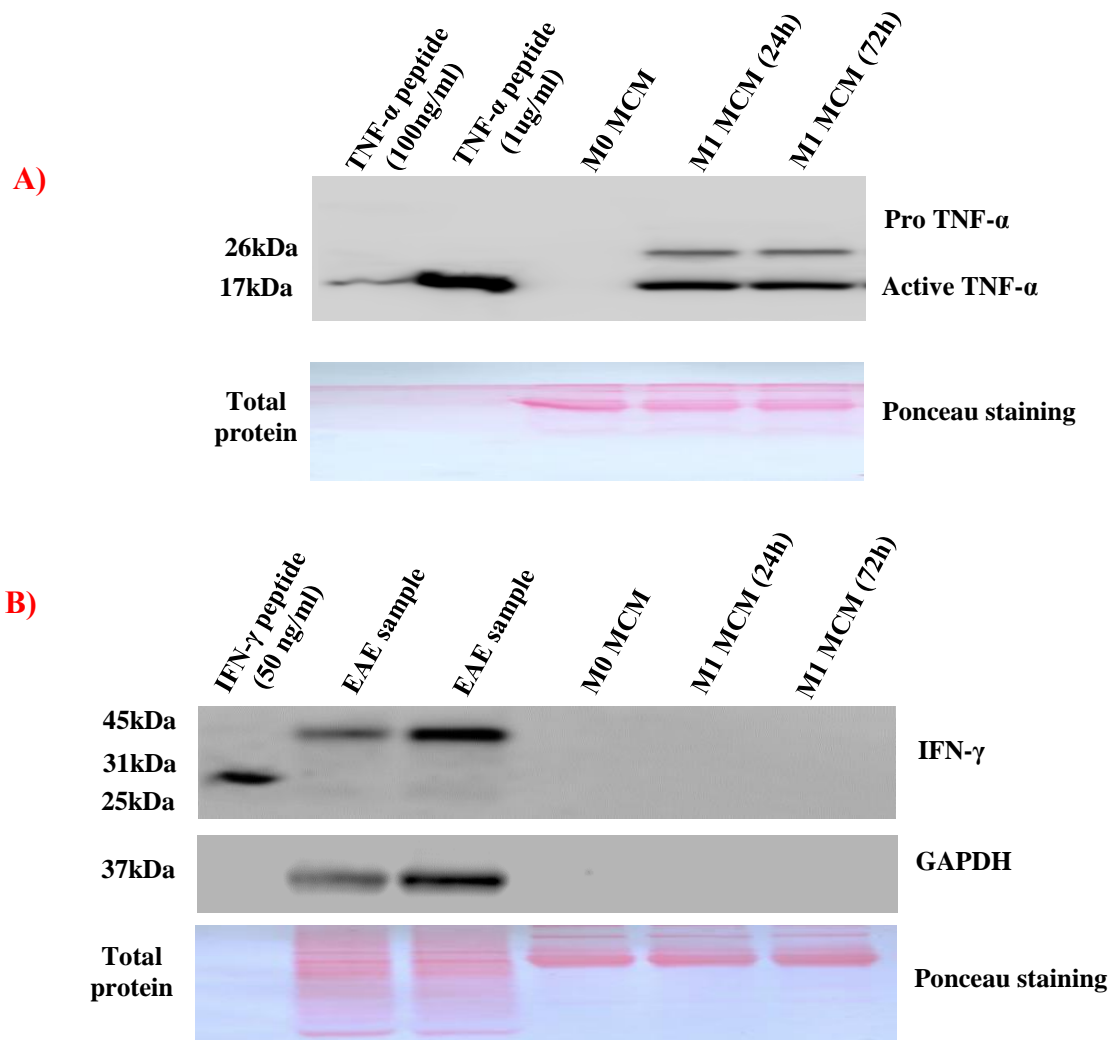 A)
TNF-α peptide
(100ng/ml)
TNF-α peptide
(1ug/ml)
M0 MCM
M1 MCM (24h)
M1 MCM (72h)
26kDa
17kDa
Pro TNF-α
Active TNF-α
Total
protein
Ponceau staining
B)
IFN-γ peptide
(50 ng/ml)
EAE sample
EAE sample
M0 MCM
M1 MCM (24h)
M1 MCM (72h)
45kDa
31kDa
25kDa
IFN-γ
37kDa
GAPDH
Total
protein
Ponceau staining